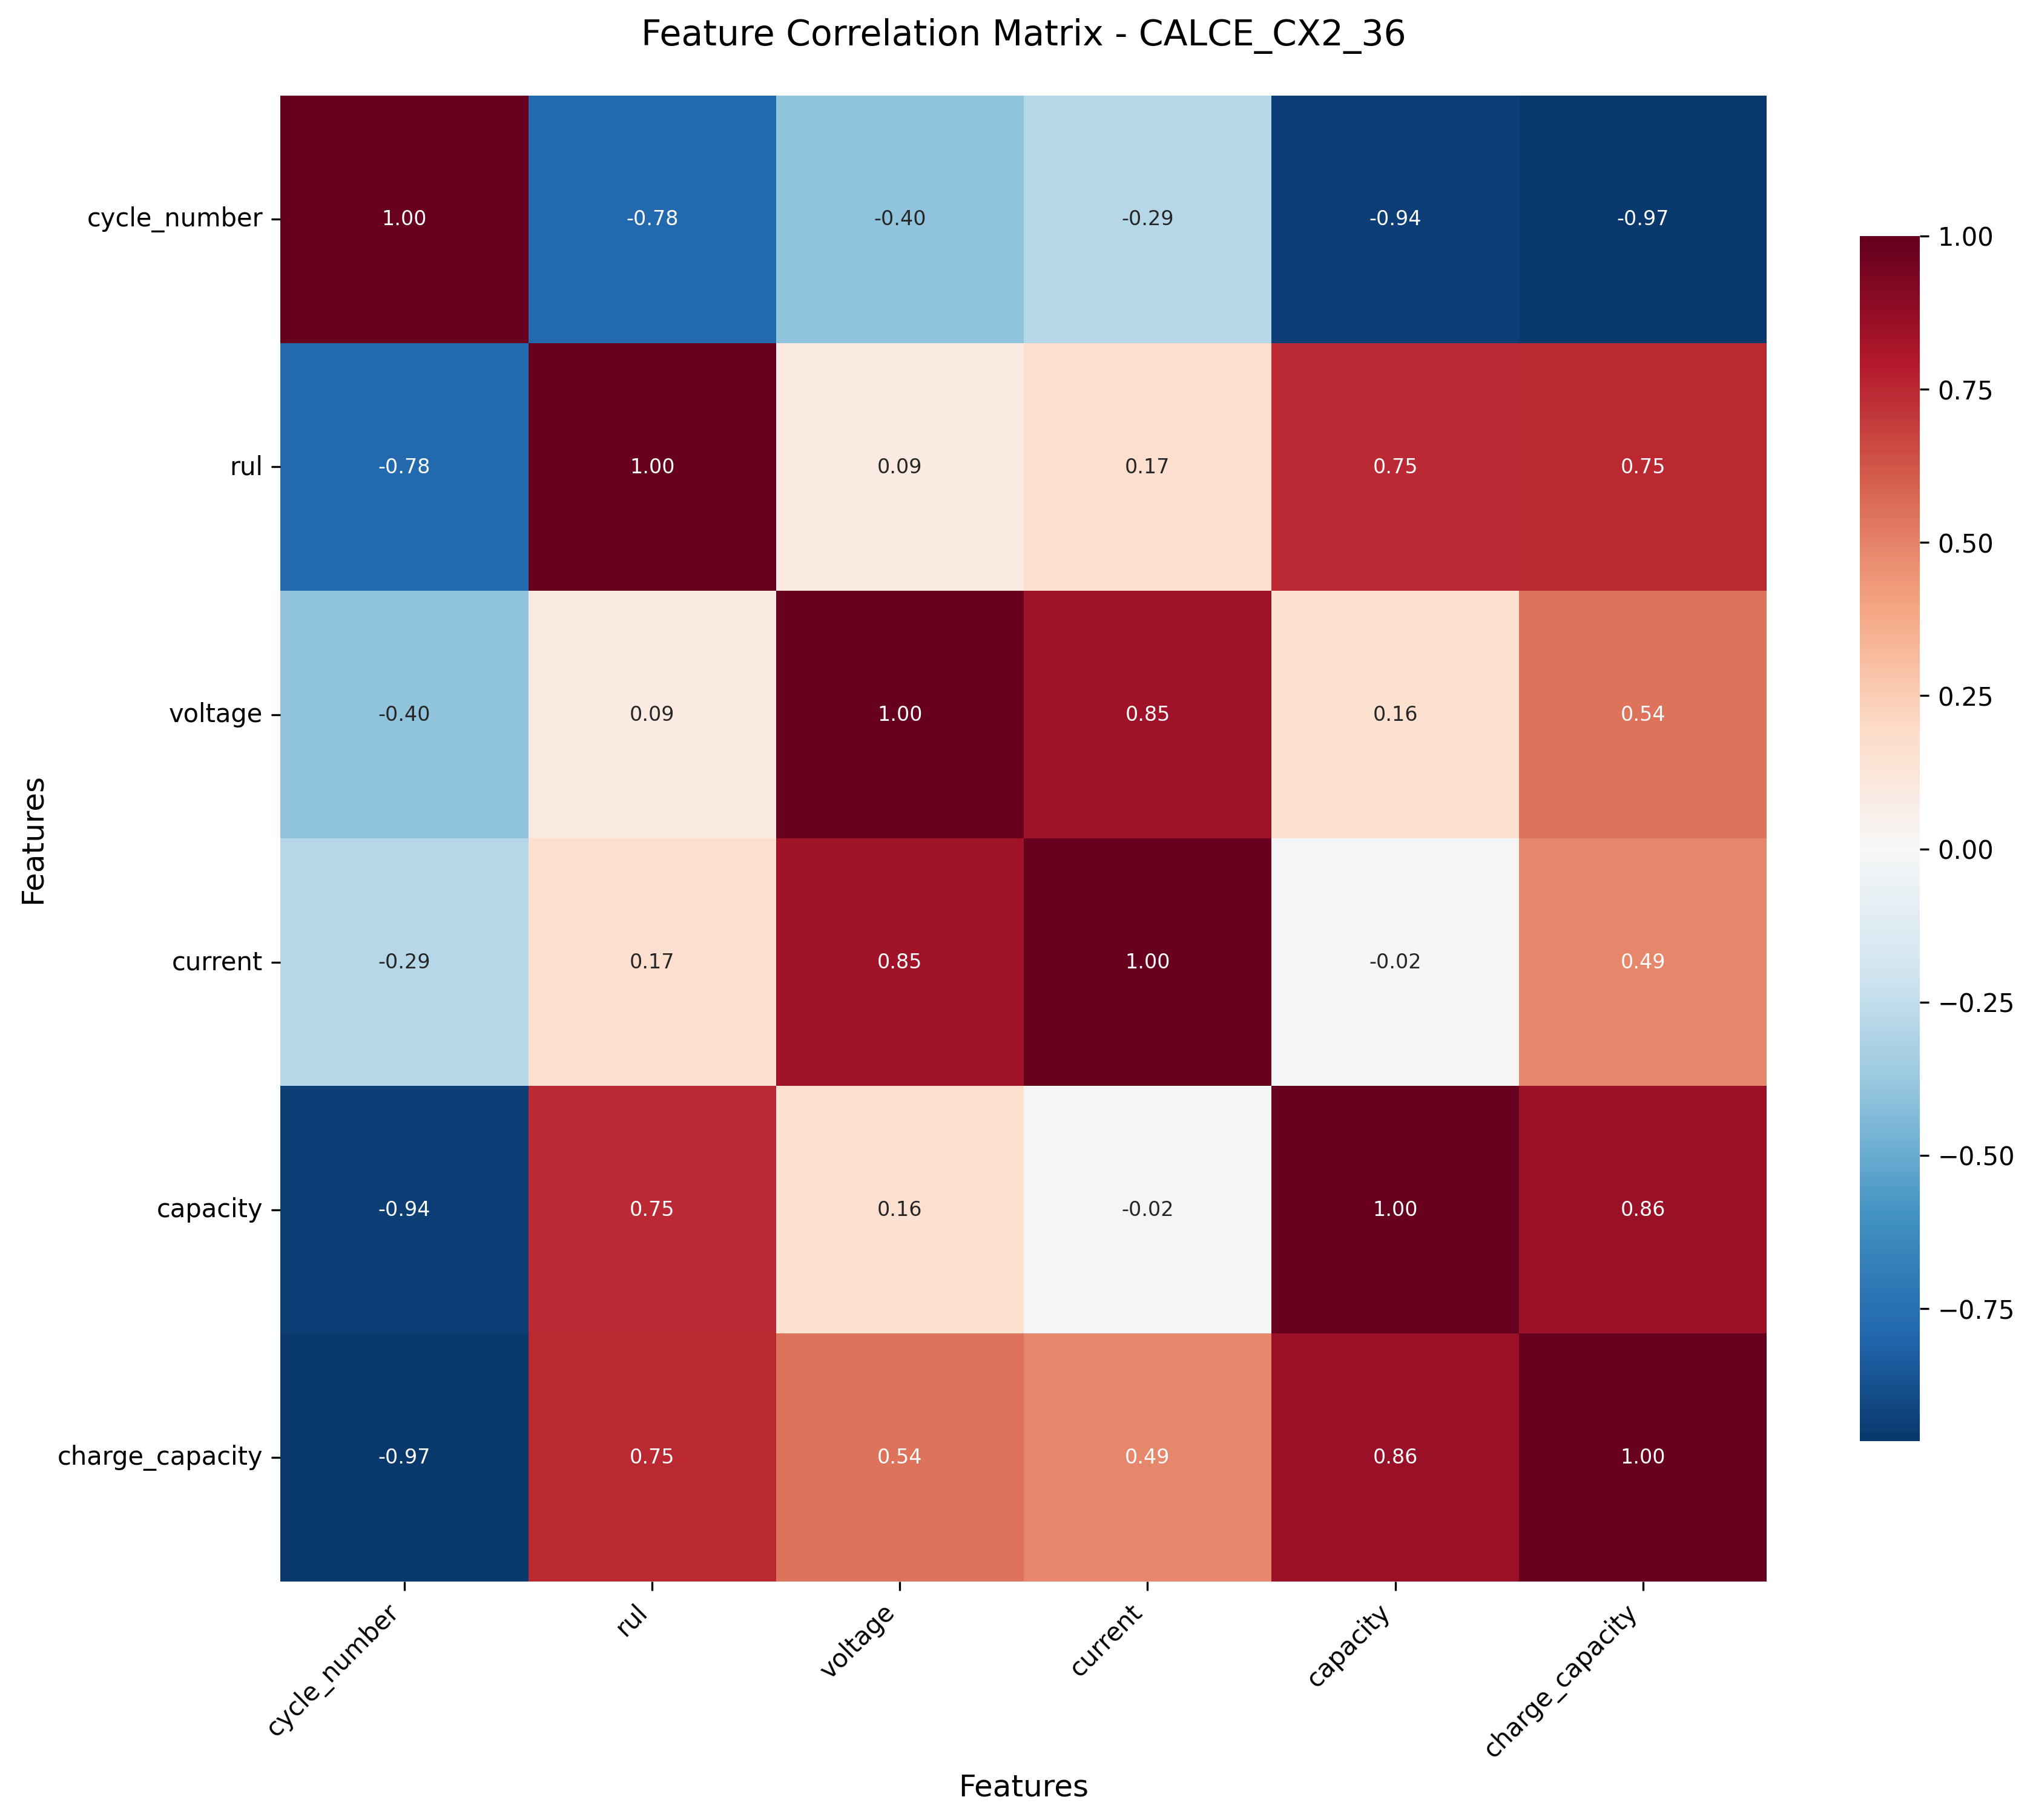 Feature Correlation Matrix - CALCE_CX2_36
cycle_number 1.00 -0.78 -0.40 -0.29 -0.94 -0.97
rul -0.78 1.00 0.09 0.17 0.75 0.75
voltage -0.40 0.09 1.00 0.85 0.16 0.54
current -0.29 0.17 0.85 1.00 -0.02 0.49
capacity -0.94 0.75 0.16 -0.02 1.00 0.86
charge_capacity -0.97 0.75 0.54 0.49 0.86 1.00
Features
cycle_number rul voltage current capacity charge_capacity
Features
1.00
0.75
0.50
0.25
0.00
−0.25
−0.50
−0.75